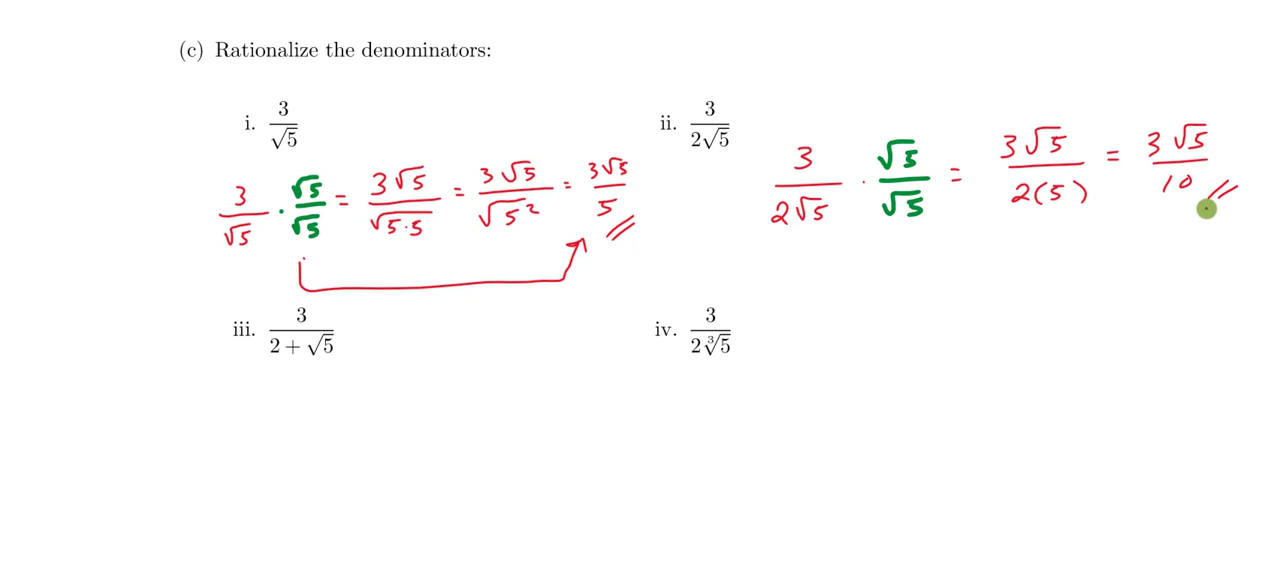 (c) Rationalize the denominators:
i. 3/√5
3/√5 · √5/√5 = 3√5/√5·5 = 3√5/√5² = 3√5/5
ii. 3/2√5
3/2√5 · √5/√5 = 3√5/2(5) = 3√5/10
iii. 3/2 + √5
iv. 3/2∛5